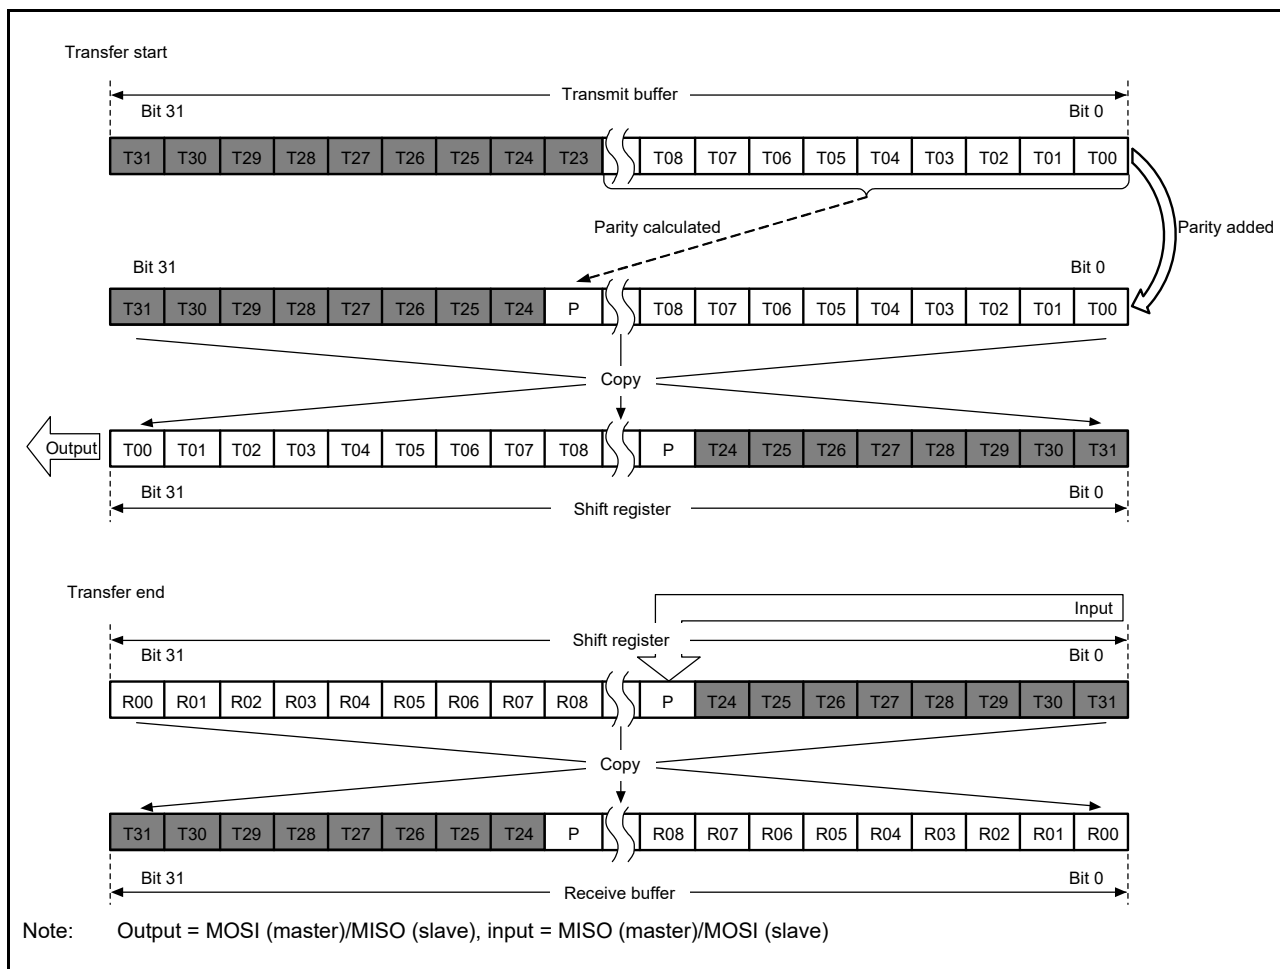 Transfer start
Transmit buffer
Bit 31 Bit 0
T31 T30 T29 T28 T27 T26 T25 T24 T23 T08 T07 T06 T05 T04 T03 T02 T01 T00
Parity calculated Parity added
Bit 31 Bit 0
T31 T30 T29 T28 T27 T26 T25 T24 P T08 T07 T06 T05 T04 T03 T02 T01 T00
Copy
Output T00 T01 T02 T03 T04 T05 T06 T07 T08 P T24 T25 T26 T27 T28 T29 T30 T31
Bit 31 Bit 0
Shift register
Transfer end
Input
Shift register
Bit 31 Bit 0
R00 R01 R02 R03 R04 R05 R06 R07 R08 P T24 T25 T26 T27 T28 T29 T30 T31
Copy
T31 T30 T29 T28 T27 T26 T25 T24 P R08 R07 R06 R05 R04 R03 R02 R01 R00
Bit 31 Bit 0
Receive buffer
Note: Output = MOSI (master)/MISO (slave), input = MISO (master)/MOSI (slave)